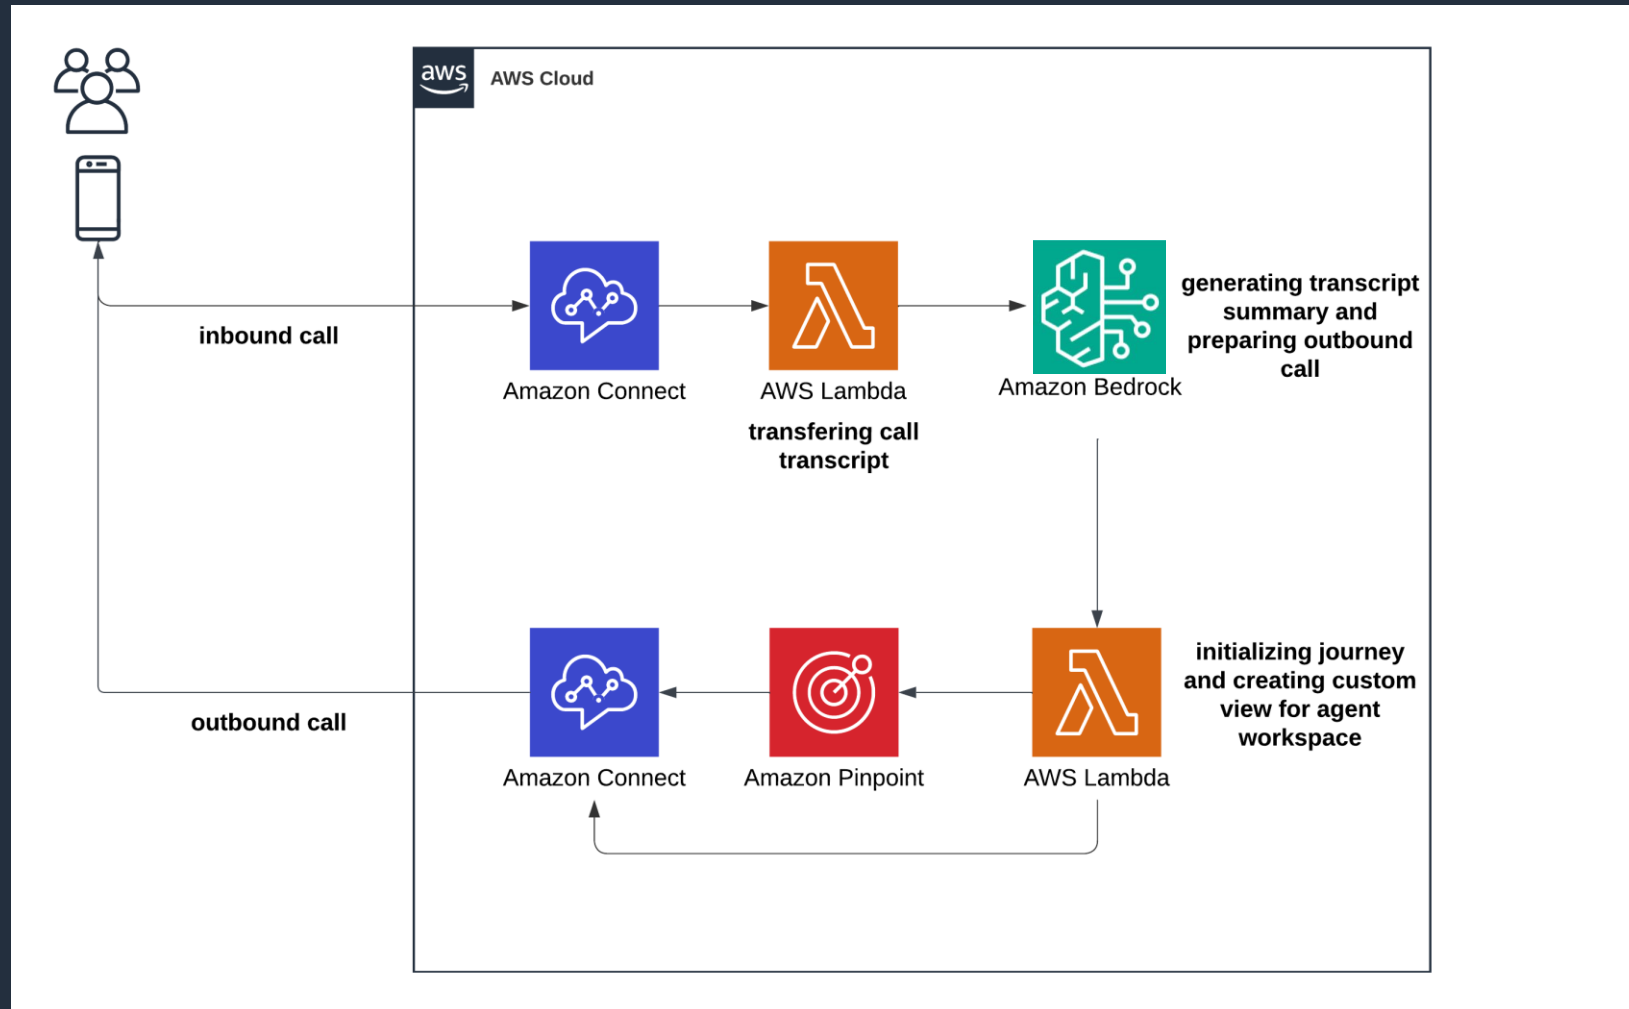 aws
AWS Cloud
inbound call
Amazon Connect
AWS Lambda
transfering call
transcript
Amazon Bedrock
generating transcript
summary and
preparing outbound
call
outbound call
Amazon Connect
Amazon Pinpoint
AWS Lambda
initializing journey
and creating custom
view for agent
workspace